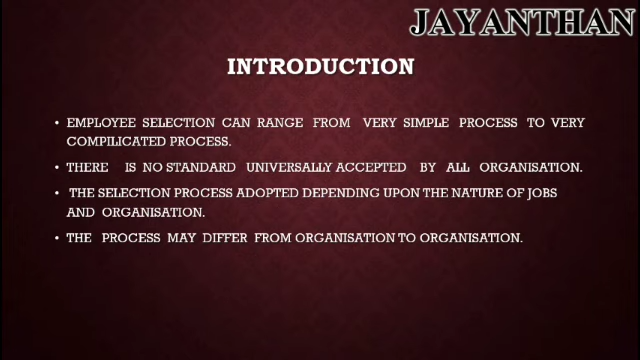 JAYANTHAN
INTRODUCTION
• EMPLOYEE SELECTION CAN RANGE FROM VERY SIMPLE PROCESS TO VERY
COMPILICATED PROCESS.
• THERE IS NO STANDARD UNIVERSALLY ACCEPTED BY ALL ORGANISATION.
• THE SELECTION PROCESS ADOPTED DEPENDING UPON THE NATURE OF JOBS
AND ORGANISATION.
• THE PROCESS MAY DIFFER FROM ORGANISATION TO ORGANISATION.